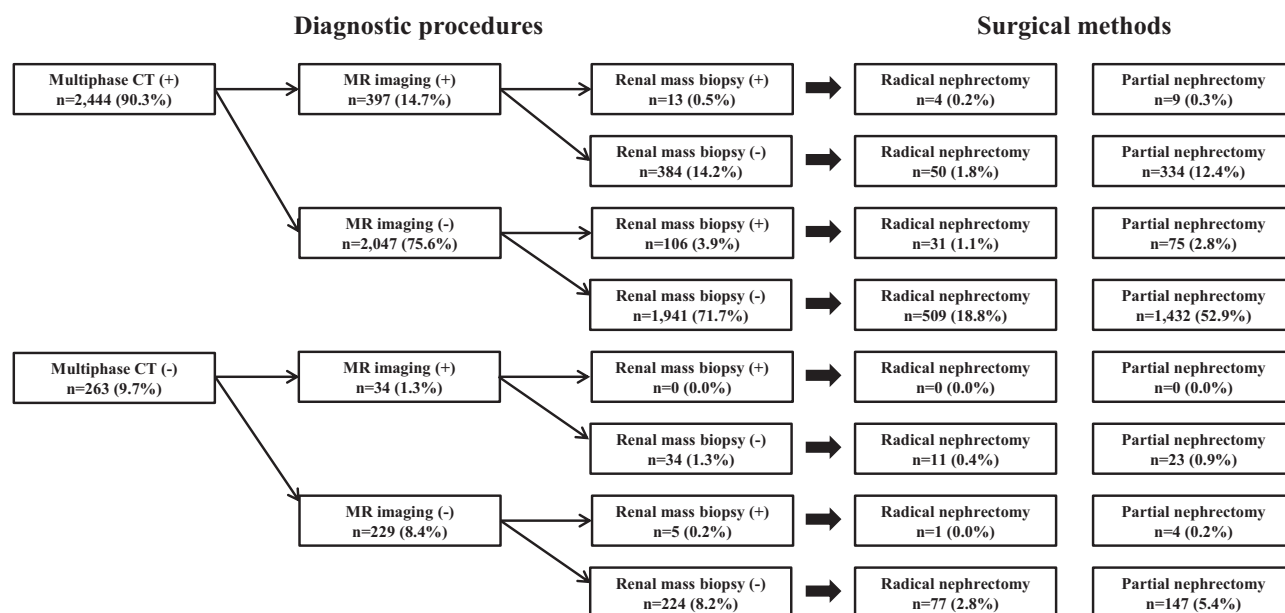 Diagnostic procedures
Surgical methods
Multiphase CT (+)
n=2,444 (90.3%)
MR imaging (+)
n=397 (14.7%)
Renal mass biopsy (+)
n=13 (0.5%)
Radical nephrectomy
n=4 (0.2%)
Partial nephrectomy
n=9 (0.3%)
Renal mass biopsy (-)
n=384 (14.2%)
Radical nephrectomy
n=50 (1.8%)
Partial nephrectomy
n=334 (12.4%)
MR imaging (-)
n=2,047 (75.6%)
Renal mass biopsy (+)
n=106 (3.9%)
Radical nephrectomy
n=31 (1.1%)
Partial nephrectomy
n=75 (2.8%)
Renal mass biopsy (-)
n=1,941 (71.7%)
Radical nephrectomy
n=509 (18.8%)
Partial nephrectomy
n=1,432 (52.9%)
Multiphase CT (-)
n=263 (9.7%)
MR imaging (+)
n=34 (1.3%)
Renal mass biopsy (+)
n=0 (0.0%)
Radical nephrectomy
n=0 (0.0%)
Partial nephrectomy
n=0 (0.0%)
Renal mass biopsy (-)
n=34 (1.3%)
Radical nephrectomy
n=11 (0.4%)
Partial nephrectomy
n=23 (0.9%)
MR imaging (-)
n=229 (8.4%)
Renal mass biopsy (+)
n=5 (0.2%)
Radical nephrectomy
n=1 (0.0%)
Partial nephrectomy
n=4 (0.2%)
Renal mass biopsy (-)
n=224 (8.2%)
Radical nephrectomy
n=77 (2.8%)
Partial nephrectomy
n=147 (5.4%)